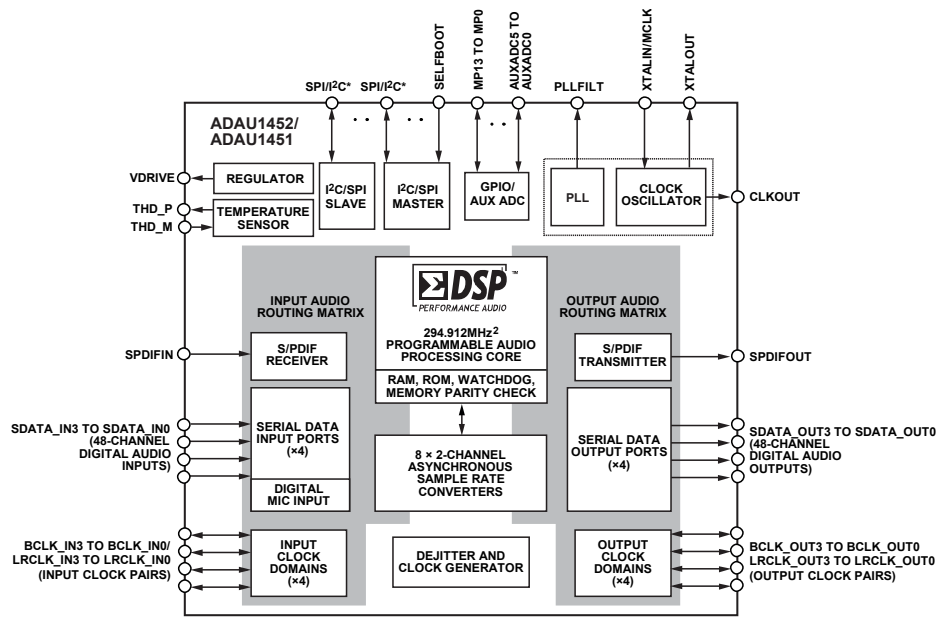 SPI/I²C*
SPI/I²C*
SELFBOOT
MP13 TO MP0
AUXADC5 TO
AUXADC0
PLLFILT
XTALIN/MCLK
XTALOUT
ADAU1452/
ADAU1451
VDRIVE
REGULATOR
THD_P
THD_M
TEMPERATURE
SENSOR
I²C/SPI
SLAVE
I²C/SPI
MASTER
GPIO/
AUX ADC
PLL
CLOCK
OSCILLATOR
CLKOUT
INPUT AUDIO
ROUTING MATRIX
ΣDSP™
PERFORMANCE AUDIO
294.912MHz²
PROGRAMMABLE AUDIO
PROCESSING CORE
RAM, ROM, WATCHDOG,
MEMORY PARITY CHECK
OUTPUT AUDIO
ROUTING MATRIX
SPDIFIN
S/PDIF
RECEIVER
S/PDIF
TRANSMITTER
SPDIFOUT
SDATA_IN3 TO SDATA_IN0
(48-CHANNEL
DIGITAL AUDIO
INPUTS)
SERIAL DATA
INPUT PORTS
(×4)
DIGITAL
MIC INPUT
8 × 2-CHANNEL
ASYNCHRONOUS
SAMPLE RATE
CONVERTERS
SERIAL DATA
OUTPUT PORTS
(×4)
SDATA_OUT3 TO SDATA_OUT0
(48-CHANNEL
DIGITAL AUDIO
OUTPUTS)
BCLK_IN3 TO BCLK_IN0/
LRCLK_IN3 TO LRCLK_IN0
(INPUT CLOCK PAIRS)
INPUT
CLOCK
DOMAINS
(×4)
DEJITTER AND
CLOCK GENERATOR
OUTPUT
CLOCK
DOMAINS
(×4)
BCLK_OUT3 TO BCLK_OUT0
LRCLK_OUT3 TO LRCLK_OUT0
(OUTPUT CLOCK PAIRS)